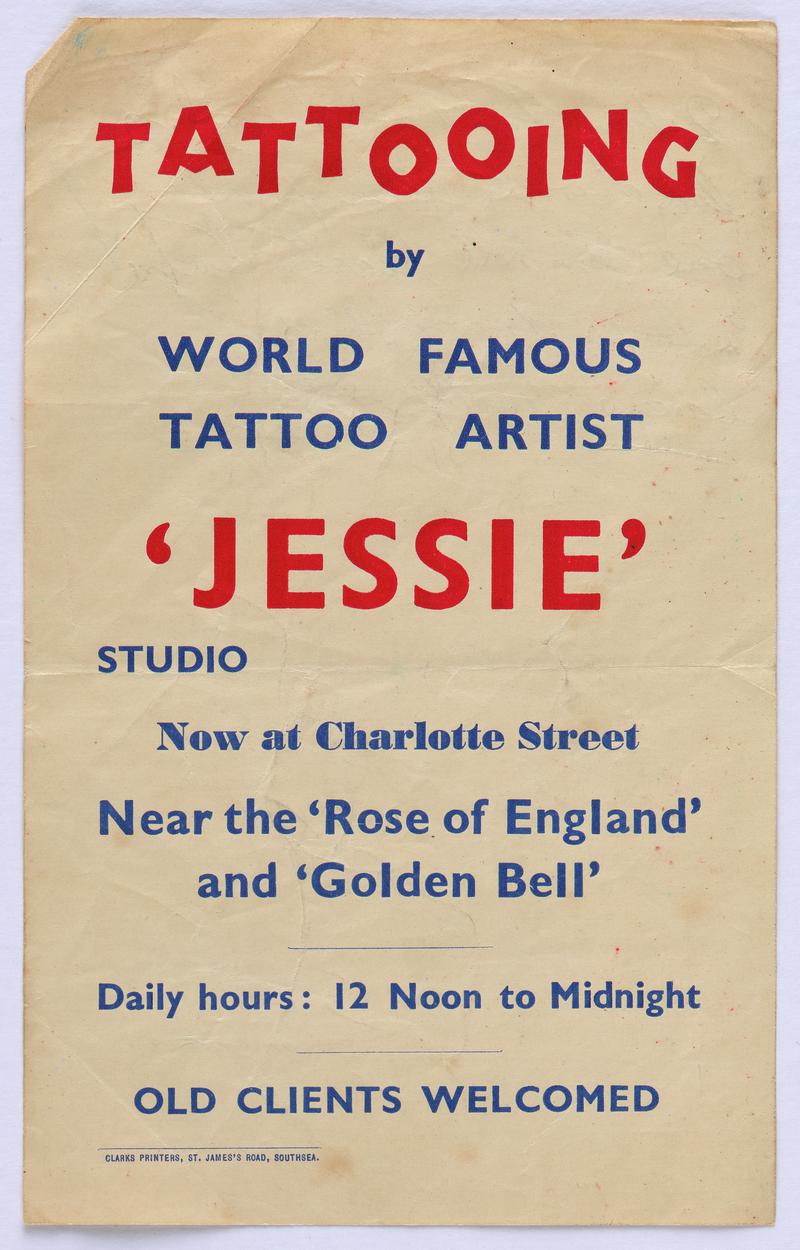 TATTOOING
by
WORLD FAMOUS
TATTOO ARTIST
‘JESSIE’
STUDIO
Now at Charlotte Street
Near the ‘Rose of England’
and ‘Golden Bell’
Daily hours: 12 Noon to Midnight
OLD CLIENTS WELCOMED
CLARKS PRINTERS, ST. JAMES'S ROAD, SOUTHSEA.